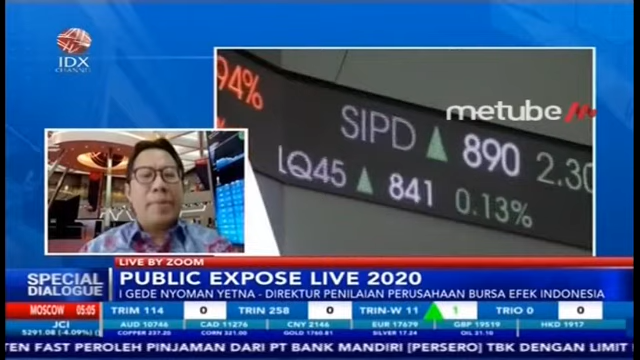 IDX
CHANNEL
94%
metube
SIPD ▲ 890 2.30
LQ45 ▲ 841 0.13%
LIVE BY ZOOM
SPECIAL DIALOGUE
PUBLIC EXPOSE LIVE 2020
I GEDE NYOMAN YETNA - DIREKTUR PENILAIAN PERUSAHAAN BURSA EFEK INDONESIA
MOSCOW 05:05 TRIM 114 0 TRIN 258 0 TRIN-W 11 ▲ 1 TRIO 0 0
JCI AUD 10746 CAD 11276 CNY 2146 EUR 17659 GBP 19519 HKD 1917
5291.08 (-4.09%) COPPER 237.20 CORN 321.00 GOLD 1760.81 SILVER 17.24 OIL 21.10
TEN FAST PEROLEH PINJAMAN DARI PT BANK MANDIRI [PERSERO] TBK DENGAN LIMIT